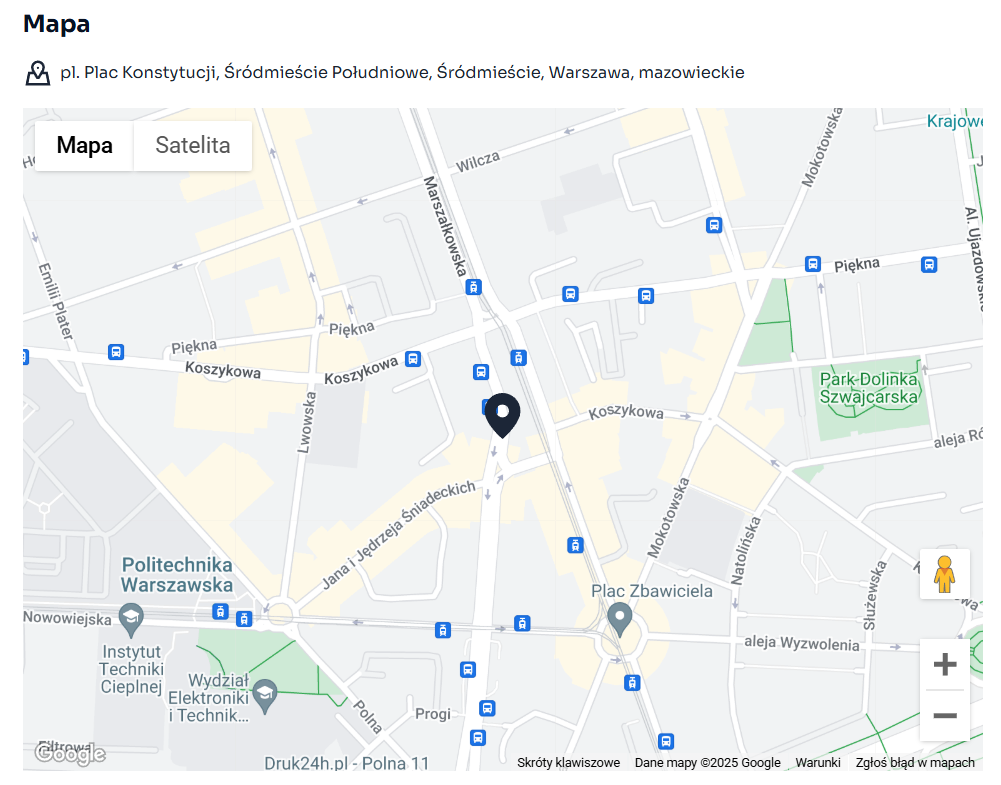 Mapa
pl. Plac Konstytucji, Śródmieście Południowe, Śródmieście, Warszawa, mazowieckie
Mapa
Satelita
Krajowe
Wilcza
Mokotowska
Marszałkowska
Al. Ujazdowskie
Emilii Plater
Piękna
Piękna
Piękna
Koszykowa
Koszykowa
Koszykowa
Park Dolinka
Szwajcarska
Lwowska
aleja Ró
Jana i Jędrzeja Śniadeckich
Mokotowska
Natolińska
Politechnika
Warszawska
Plac Zbawiciela
Służewska
Nowowiejska
aleja Wyzwolenia
Instytut
Techniki
Cieplnej
Wydział
Elektroniki
i Technik...
Polna
Progi
Filtrowa
Google
Druk24h.pl - Polna 11
Skróty klawiszowe
Dane mapy ©2025 Google
Warunki
Zgłoś błąd w mapach